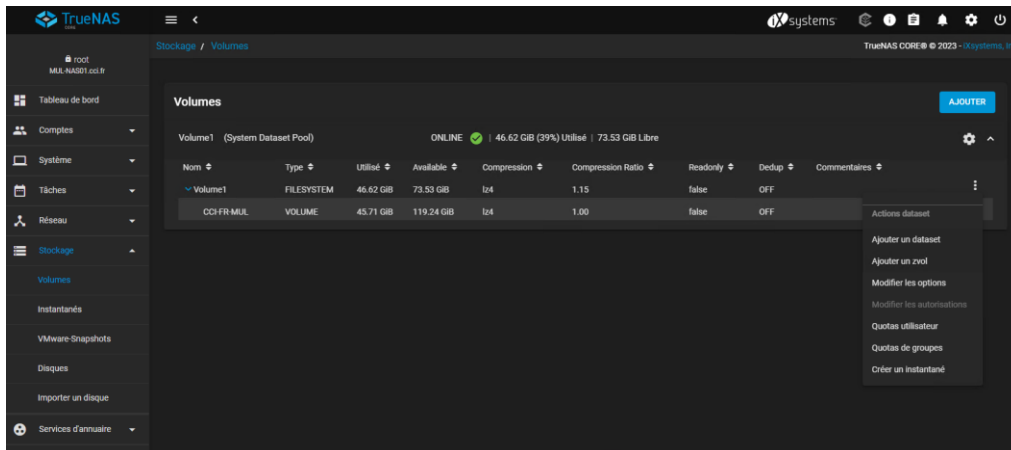 TrueNAS
CORE
iXsystems
Stockage / Volumes
TrueNAS CORE® © 2023 - iXsystems, In
root
MUL-NAS01.cci.fr
Tableau de bord
Comptes
Système
Tâches
Réseau
Stockage
Volumes
Instantanés
VMware-Snapshots
Disques
Importer un disque
Services d'annuaire
Volumes
AJOUTER
Volume1 (System Dataset Pool) ONLINE | 46.62 GiB (39%) Utilisé | 73.53 GiB Libre
Nom Type Utilisé Available Compression Compression Ratio Readonly Dedup Commentaires
Volume1 FILESYSTEM 46.62 GiB 73.53 GiB lz4 1.15 false OFF
CCI-FR-MUL VOLUME 45.71 GiB 119.24 GiB lz4 1.00 false OFF
Actions dataset
Ajouter un dataset
Ajouter un zvol
Modifier les options
Modifier les autorisations
Quotas utilisateur
Quotas de groupes
Créer un instantané